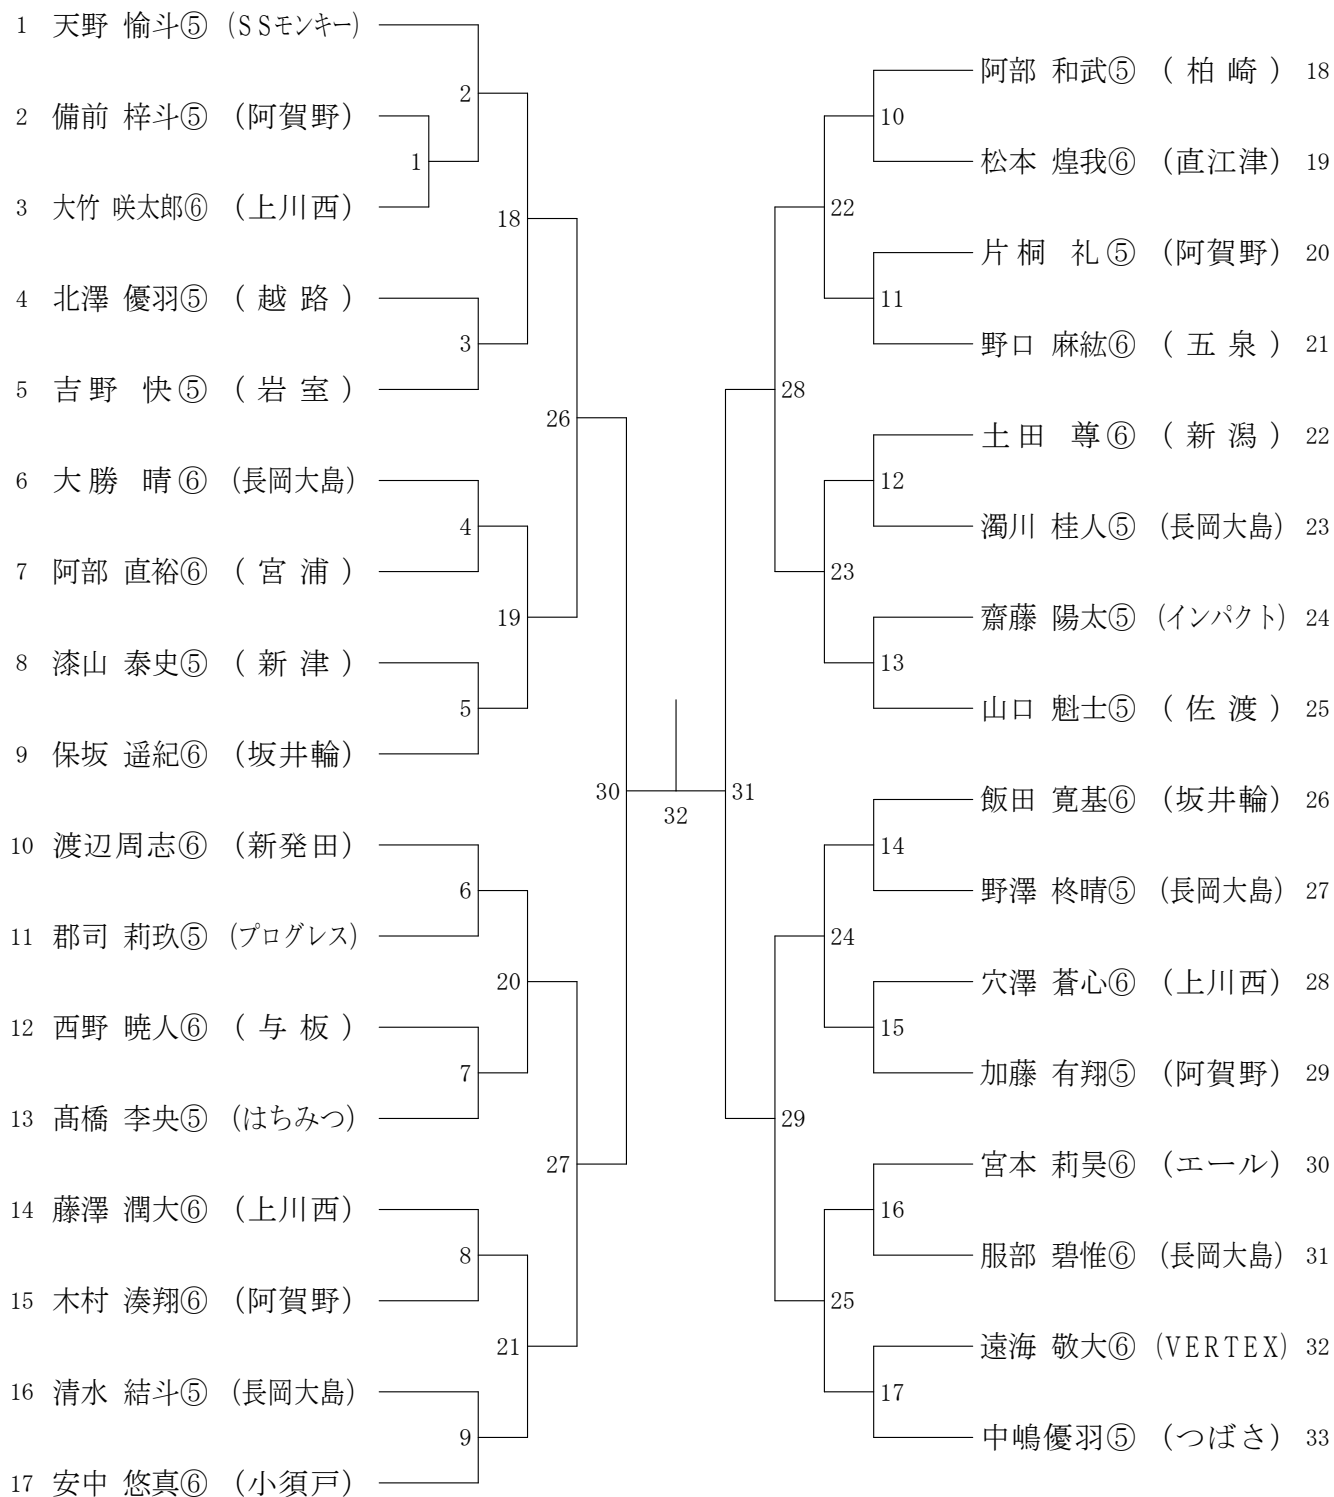 1 天野 愉斗⑤ (SSモンキー)
2 備前 梓斗⑤ (阿賀野)
3 大竹 咲太郎⑥ (上川西)
4 北澤 優羽⑤ (越路)
5 吉野 快⑤ (岩室)
6 大勝 晴⑥ (長岡大島)
7 阿部 直裕⑥ (宮浦)
8 漆山 泰史⑤ (新津)
9 保坂 遥紀⑥ (坂井輪)
10 渡辺周志⑥ (新発田)
11 郡司 莉玖⑤ (プログレス)
12 西野 暁人⑥ (与板)
13 髙橋 李央⑤ (はちみつ)
14 藤澤 潤大⑥ (上川西)
15 木村 湊翔⑥ (阿賀野)
16 清水 結斗⑤ (長岡大島)
17 安中 悠真⑥ (小須戸)
1
2
3
4
5
6
7
8
9
18
19
20
21
26
27
30
32
31
28
29
22
23
24
25
10
11
12
13
14
15
16
17
阿部 和武⑤ (柏崎) 18
松本 煌我⑥ (直江津) 19
片桐 礼⑤ (阿賀野) 20
野口 麻紘⑥ (五泉) 21
土田 尊⑥ (新潟) 22
濁川 桂人⑤ (長岡大島) 23
齋藤 陽太⑤ (インパクト) 24
山口 魁士⑤ (佐渡) 25
飯田 寛基⑥ (坂井輪) 26
野澤 柊晴⑤ (長岡大島) 27
穴澤 蒼心⑥ (上川西) 28
加藤 有翔⑤ (阿賀野) 29
宮本 莉昊⑥ (エール) 30
服部 碧惟⑥ (長岡大島) 31
遠海 敬大⑥ (VERTEX) 32
中嶋優羽⑤ (つばさ) 33